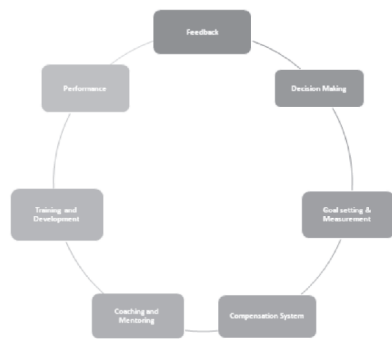 Feedback
Decision Making
Goal setting &
Measurement
Compensation System
Coaching and
Mentoring
Training and
Development
Performance